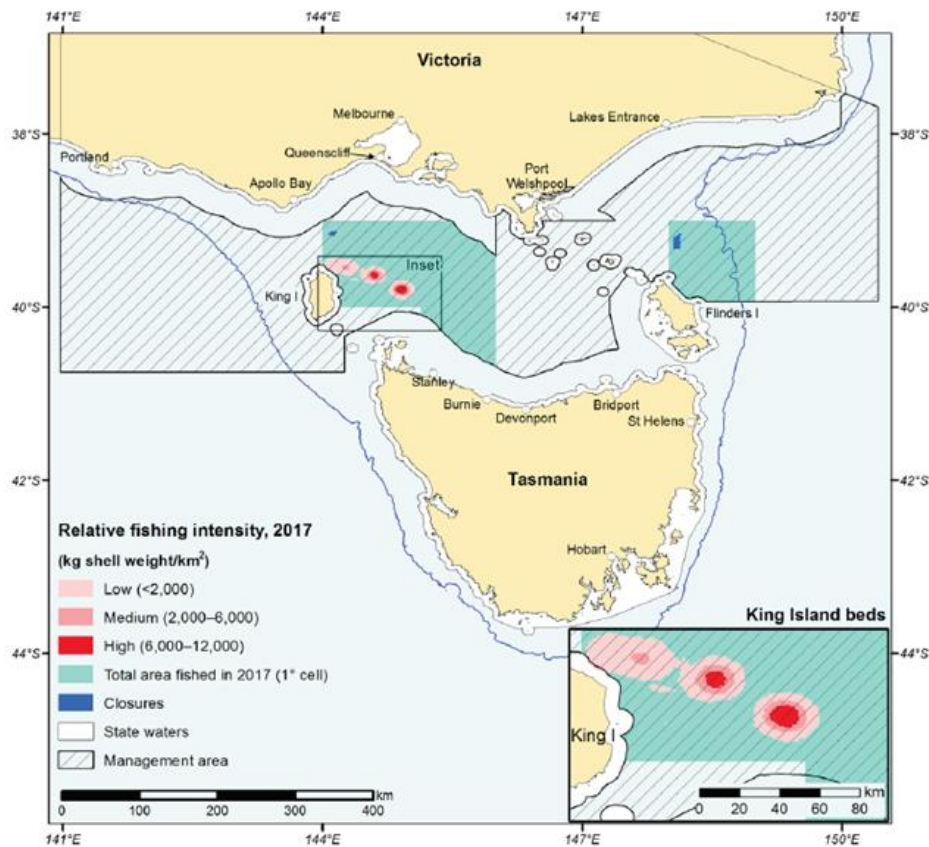 141°E
144°E
147°E
150°E
Victoria
Melbourne
Lakes Entrance
38°S
38°S
Queenscliff
Portland
Port
Welshpool
Apollo Bay
Inset
King I
40°S
40°S
Flinders I
Stanley
Burnie
Bridport
Devonport
St Helens
42°S
42°S
Tasmania
Relative fishing intensity, 2017
(kg shell weight/km²)
Hobart
Low (<2,000)
Medium (2,000–6,000)
High (6,000–12,000)
King Island beds
44°S
44°S
Total area fished in 2017 (1° cell)
Closures
State waters
Management area
King I
km
0 100 200 300 400
km
0 20 40 60 80
141°E
144°E
147°E
150°E